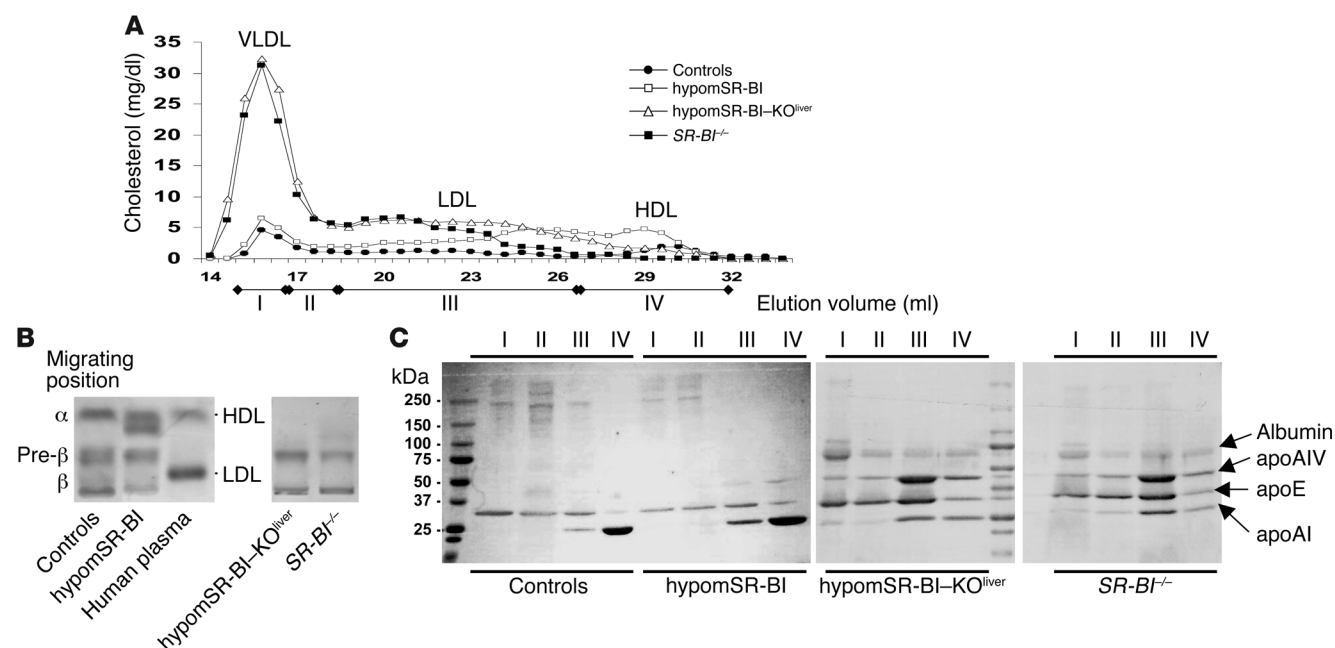 A
35
30
25
20
15
10
5
0
Cholesterol (mg/dl)
VLDL
LDL
HDL
Controls
hypomSR-BI
hypomSR-BI–KOliver
SR-BI–/–
14 17 20 23 26 29 32
I II III IV
Elution volume (ml)
B
Migrating
position
α
Pre-β
β
HDL
LDL
Controls
hypomSR-BI
Human plasma
hypomSR-BI–KOliver
SR-BI–/–
C
I II III IV I II III IV I II III IV I II III IV
kDa
250
150
100
75
50
37
25
Albumin
apoAIV
apoE
apoAI
Controls
hypomSR-BI
hypomSR-BI–KOliver
SR-BI–/–